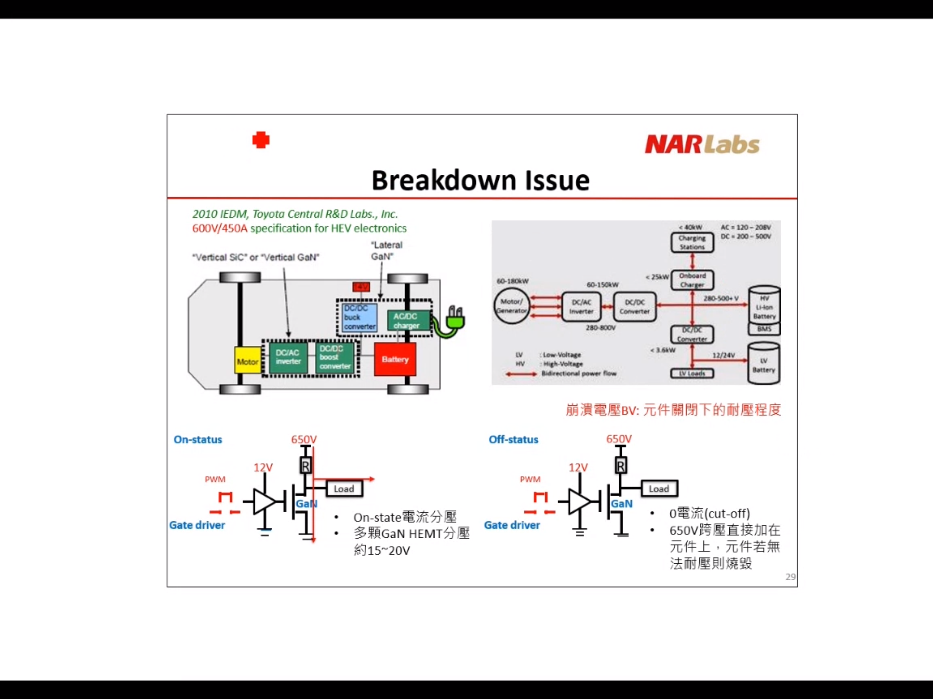 NARLabs
Breakdown Issue
2010 IEDM, Toyota Central R&D Labs., Inc.
600V/450A specification for HEV electronics
"Vertical SiC" or "Vertical GaN"
"Lateral
GaN"
DC/DC
buck
converter
AC/DC
charger
Motor
DC/AC
inverter
DC/DC
boost
converter
Battery
< 40kW
AC = 120 – 208V
DC = 200 – 500V
Charging
Stations
< 25kW
Onboard
Charger
60-180kW
Motor/
Generator
60-150kW
DC/AC
Inverter
DC/DC
Converter
280-800V
280-500+ V
HV
Li-Ion
Battery
BMS
DC/DC
Converter
< 3.6kW
12/24V
LV Loads
LV
Battery
LV : Low-Voltage
HV : High-Voltage
Bidirectional power flow
崩潰電壓BV: 元件關閉下的耐壓程度
On-status
650V
R
12V
PWM
Load
GaN
Gate driver
• On-state電流分壓
• 多顆GaN HEMT分壓
約15~20V
Off-status
650V
R
12V
PWM
Load
GaN
Gate driver
• 0電流(cut-off)
• 650V跨壓直接加在
元件上，元件若無
法耐壓則燒毀
29